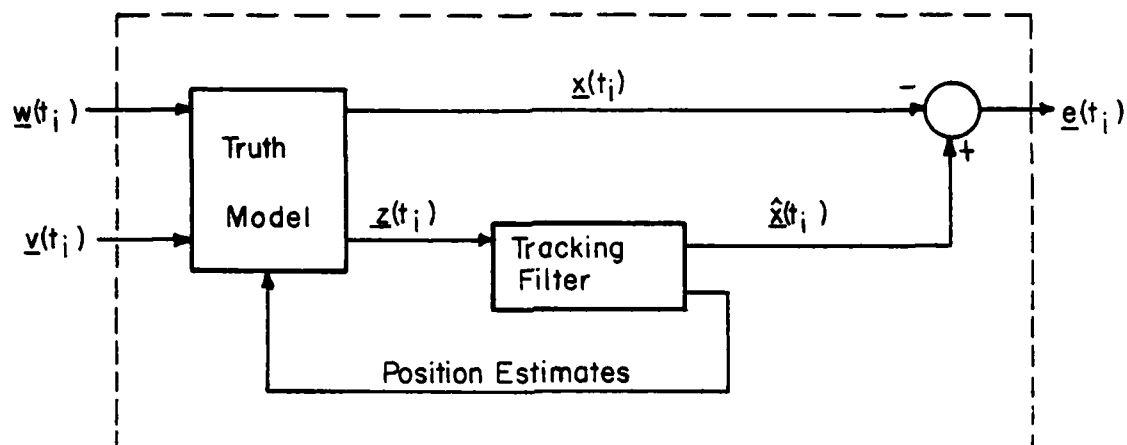 w(t_i)
v(t_i)
Truth
Model
x(t_i)
z(t_i)
Tracking
Filter
x̂(t_i)
-
+
e(t_i)
Position Estimates